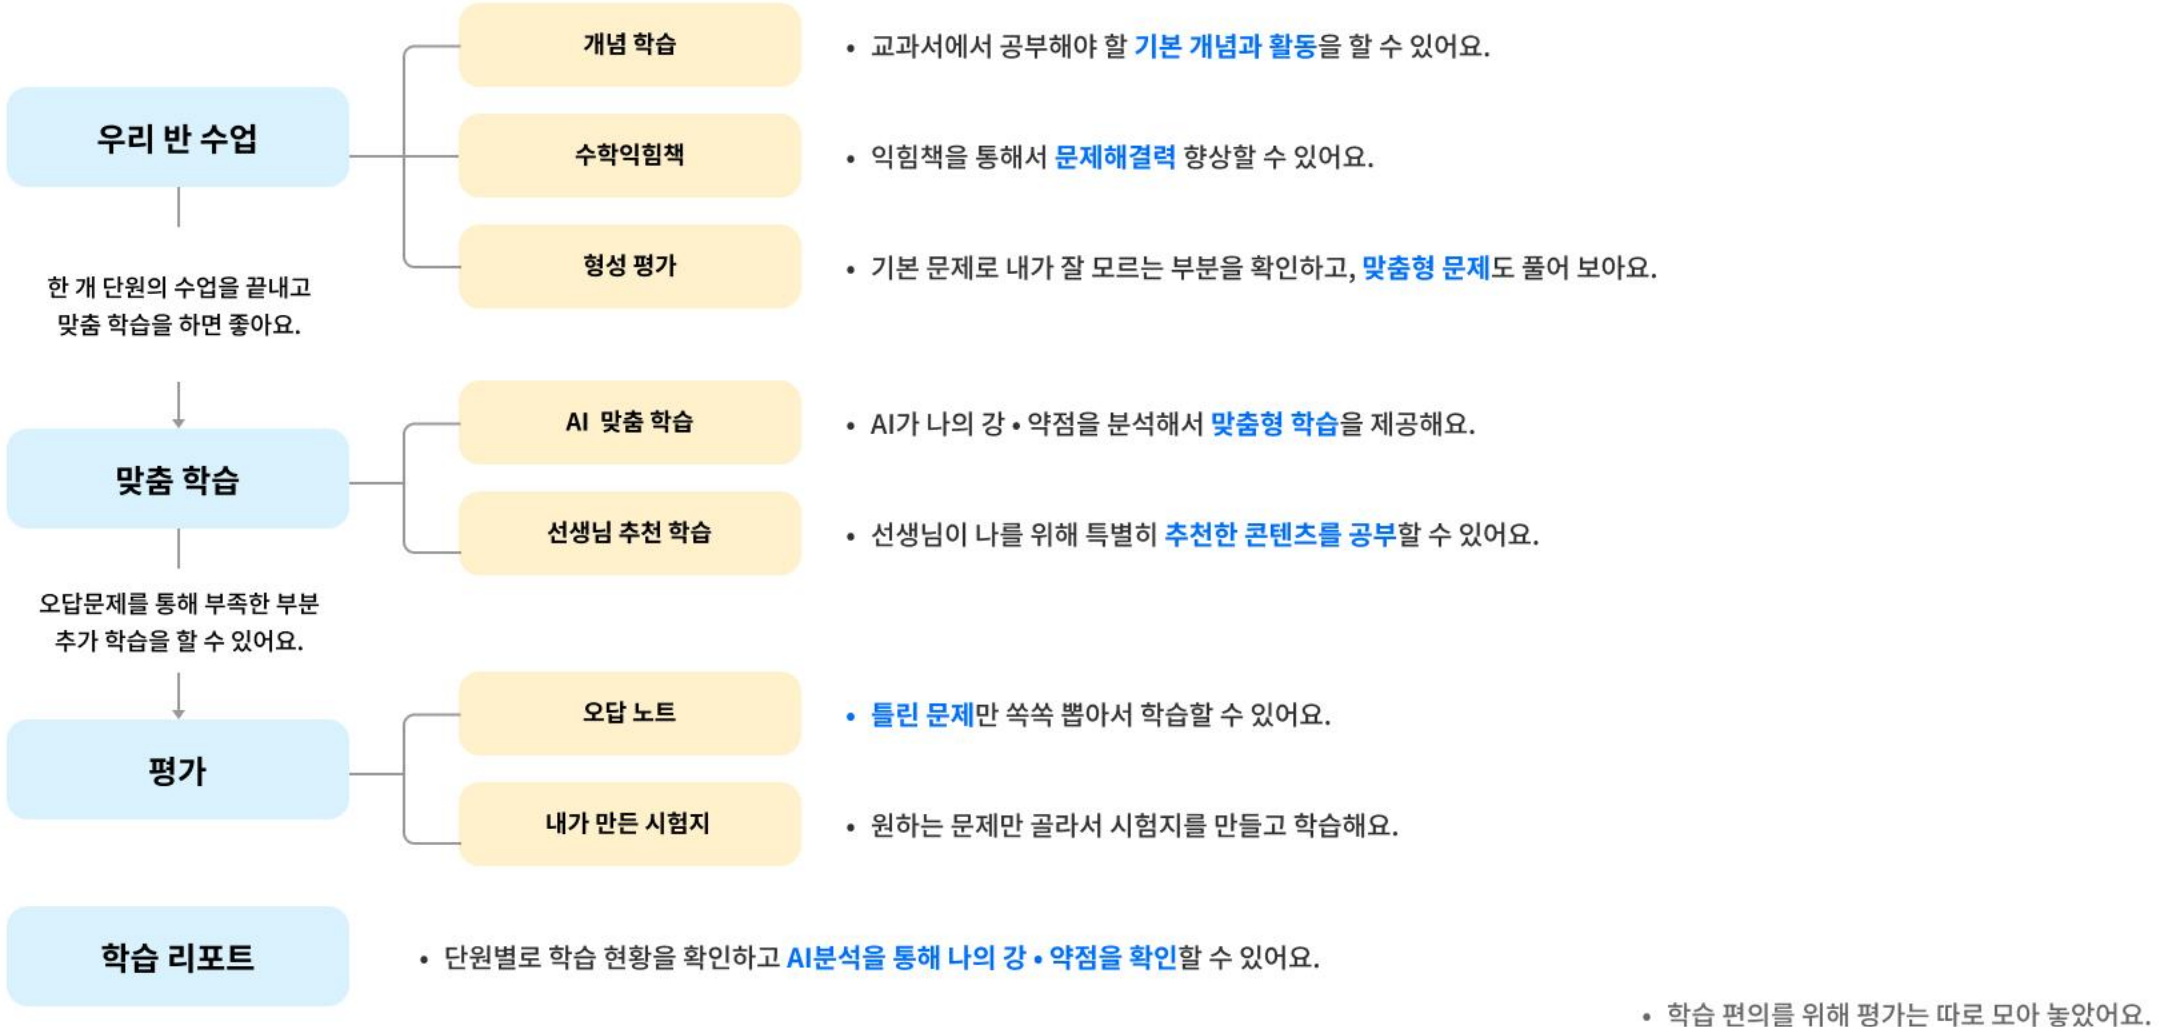 우리 반 수업
개념 학습
• 교과서에서 공부해야 할 기본 개념과 활동을 할 수 있어요.
수학익힘책
• 익힘책을 통해서 문제해결력 향상할 수 있어요.
형성 평가
• 기본 문제로 내가 잘 모르는 부분을 확인하고, 맞춤형 문제도 풀어 보아요.
한 개 단원의 수업을 끝내고
맞춤 학습을 하면 좋아요.
맞춤 학습
AI 맞춤 학습
• AI가 나의 강 • 약점을 분석해서 맞춤형 학습을 제공해요.
선생님 추천 학습
• 선생님이 나를 위해 특별히 추천한 콘텐츠를 공부할 수 있어요.
오답문제를 통해 부족한 부분
추가 학습을 할 수 있어요.
평가
오답 노트
• 틀린 문제만 쏙쏙 뽑아서 학습할 수 있어요.
내가 만든 시험지
• 원하는 문제만 골라서 시험지를 만들고 학습해요.
학습 리포트
• 단원별로 학습 현황을 확인하고 AI분석을 통해 나의 강 • 약점을 확인할 수 있어요.
• 학습 편의를 위해 평가는 따로 모아 놓았어요.